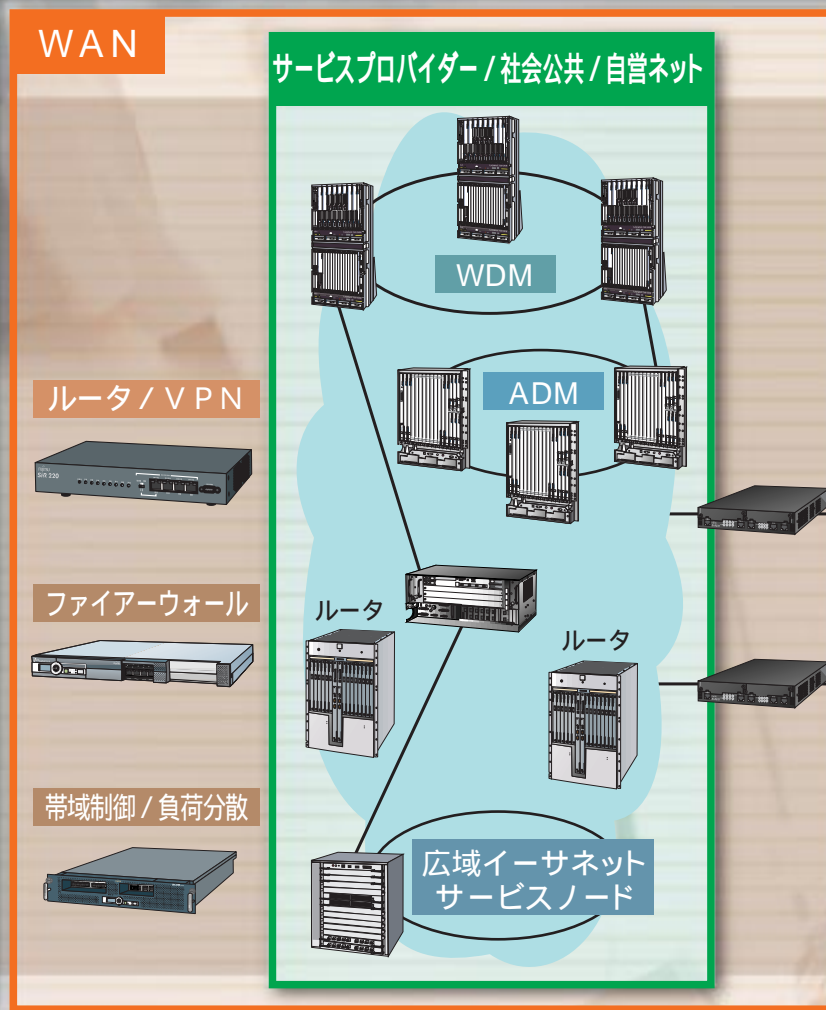 WAN
サービスプロバイダー / 社会公共 / 自営ネット
WDM
ADM
ルータ / VPN
FUJITSU
Si-R 220
ファイアーウォール
ルータ
ルータ
帯域制御 / 負荷分散
広域イーサネット
サービスノード